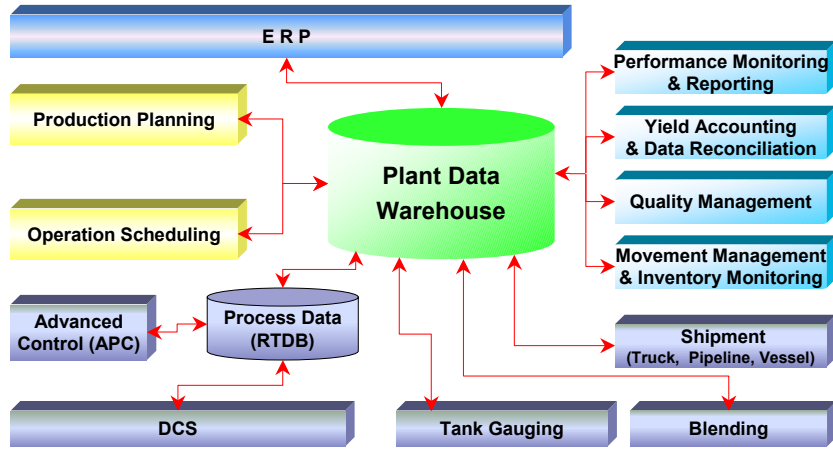 E R P
Performance Monitoring
& Reporting
Production Planning
Yield Accounting
& Data Reconciliation
Plant Data
Warehouse
Quality Management
Operation Scheduling
Movement Management
& Inventory Monitoring
Advanced
Control (APC)
Process Data
(RTDB)
Shipment
(Truck, Pipeline, Vessel)
DCS
Tank Gauging
Blending